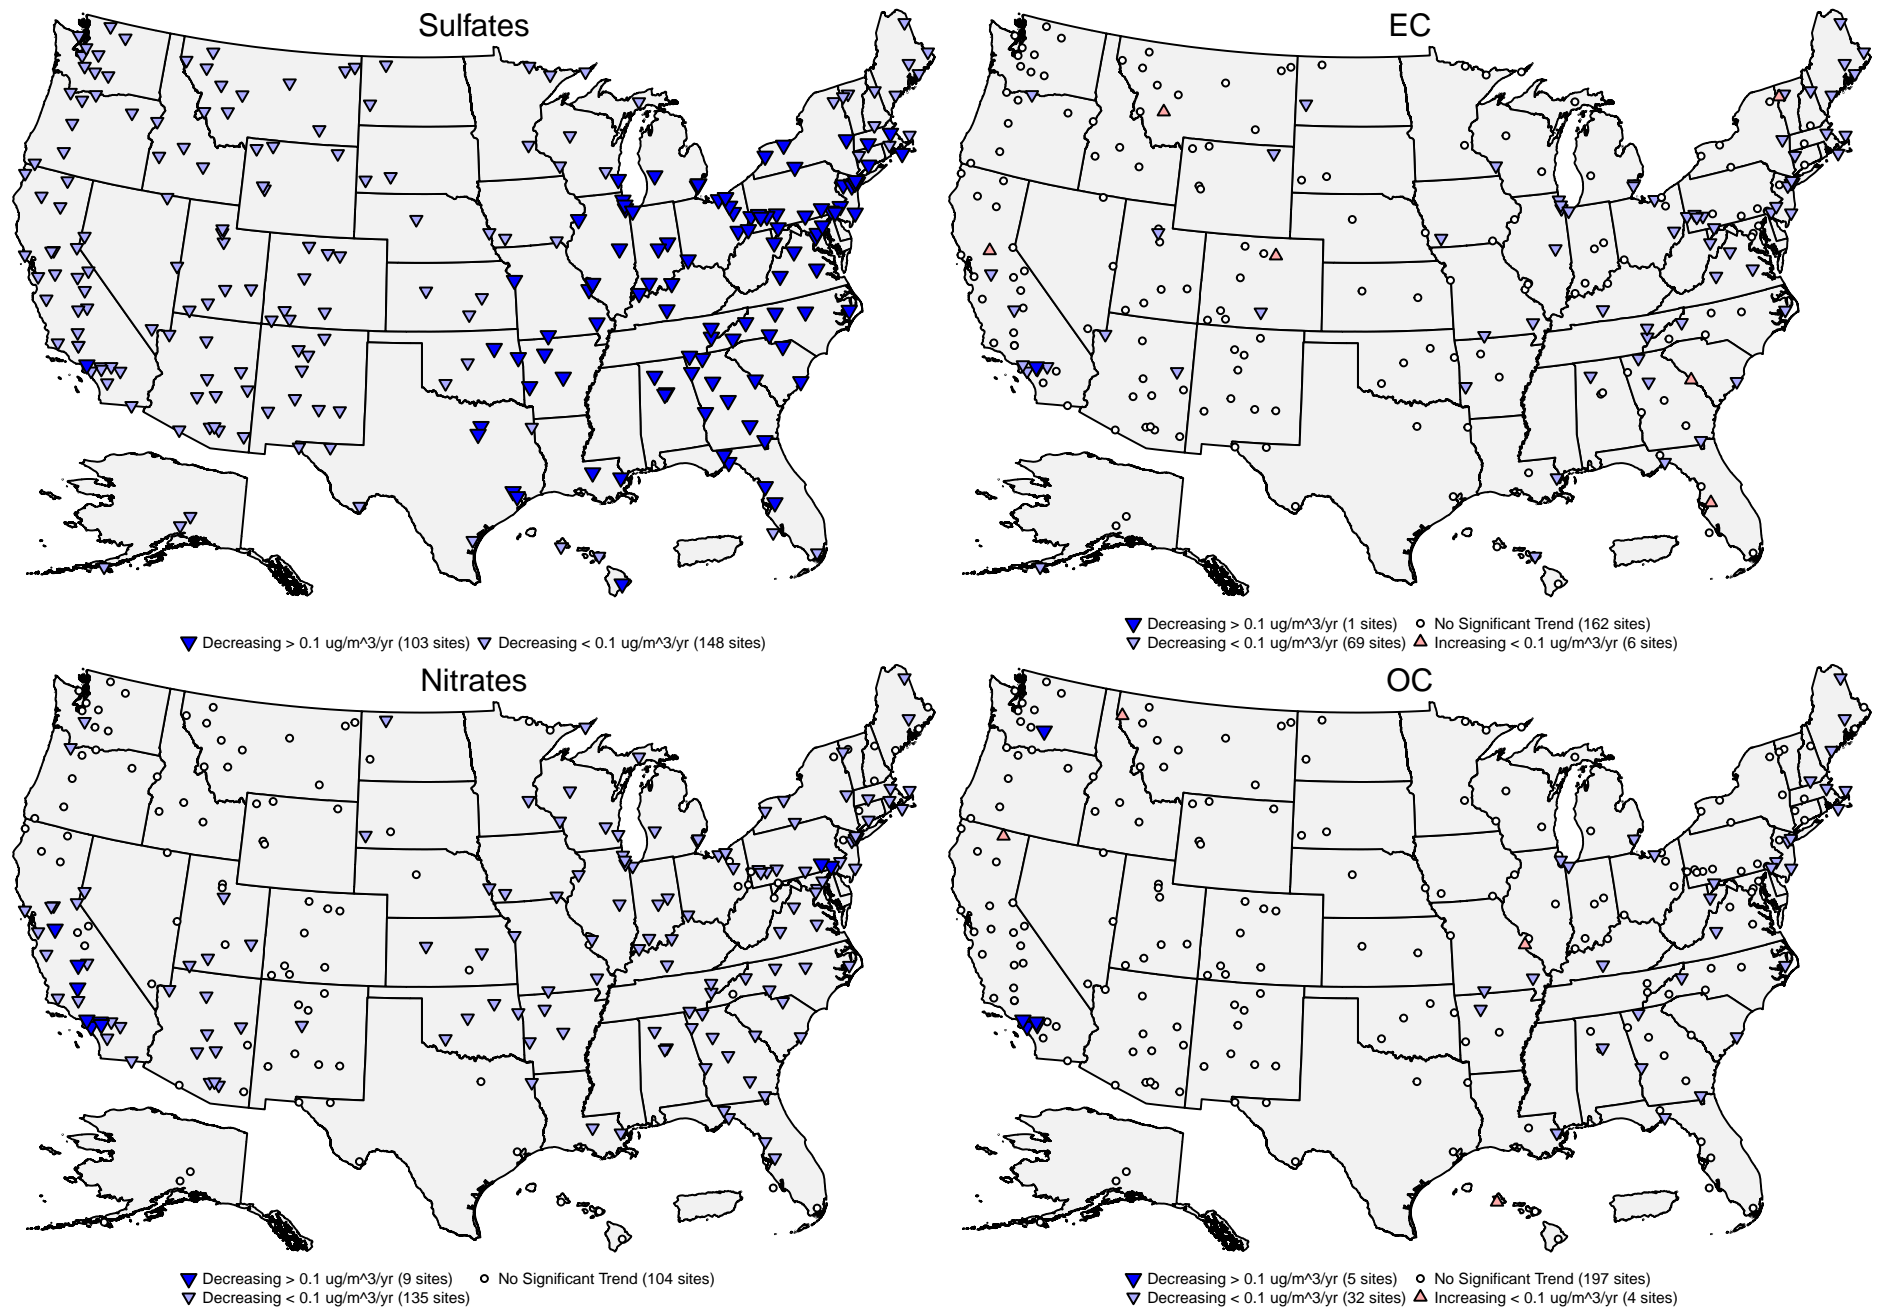 Sulfates
EC
▼ Decreasing > 0.1 ug/m^3/yr (103 sites) ▼ Decreasing < 0.1 ug/m^3/yr (148 sites)
Decreasing > 0.1 ug/m^3/yr (1 sites) No Significant Trend (162 sites)
Decreasing < 0.1 ug/m^3/yr (69 sites) Increasing < 0.1 ug/m^3/yr (6 sites)
Nitrates
OC
Decreasing > 0.1 ug/m^3/yr (9 sites) No Significant Trend (104 sites)
Decreasing < 0.1 ug/m^3/yr (135 sites)
Decreasing > 0.1 ug/m^3/yr (5 sites) No Significant Trend (197 sites)
Decreasing < 0.1 ug/m^3/yr (32 sites) Increasing < 0.1 ug/m^3/yr (4 sites)